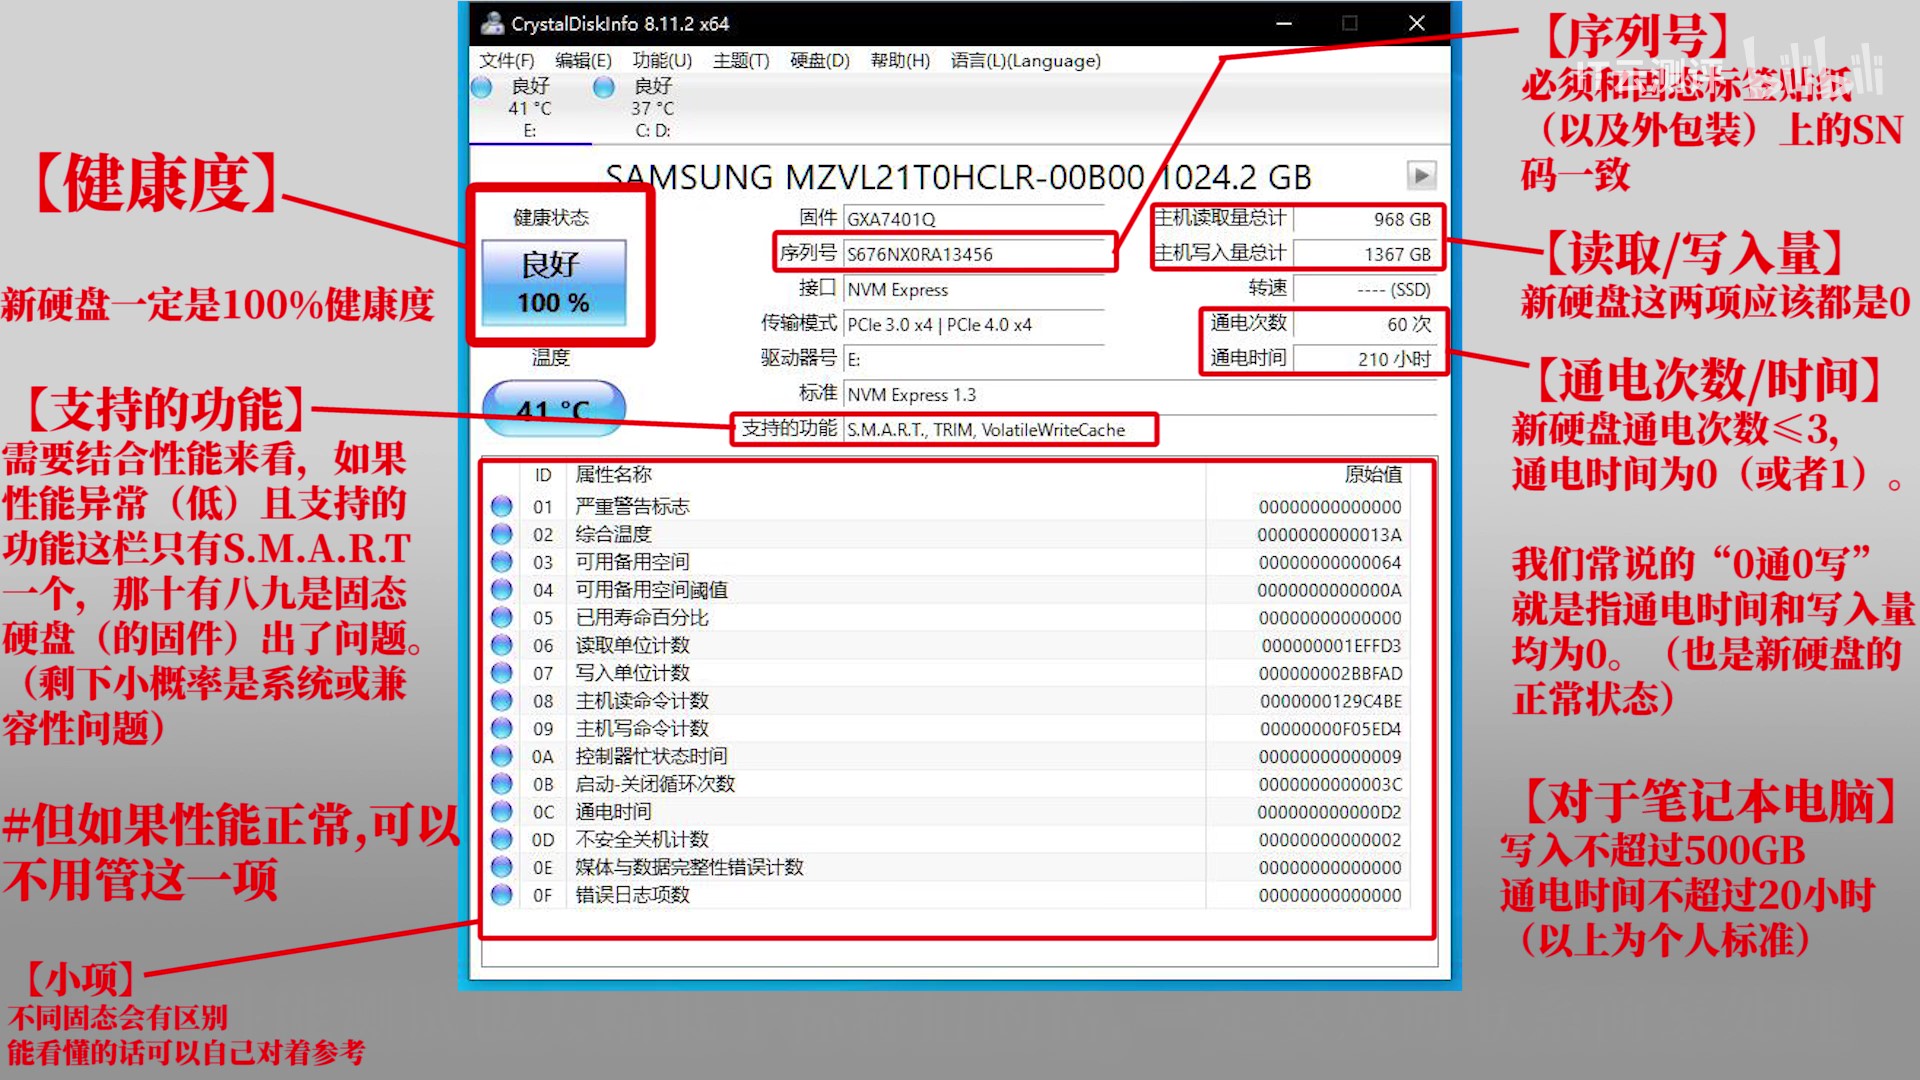 CrystalDiskInfo 8.11.2 x64
文件(F) 编辑(E) 功能(U) 主题(T) 硬盘(D) 帮助(H) 语言(L)(Language)
良好 良好
41 °C 37 °C
E: C: D:
SAMSUNG MZVL21T0HCLR-00B00 1024.2 GB
健康状态
良好
100 %
温度
41 °C
固件 GXA7401Q
序列号 S676NX0RA13456
接口 NVM Express
传输模式 PCIe 3.0 x4 | PCIe 4.0 x4
驱动器号 E:
标准 NVM Express 1.3
支持的功能 S.M.A.R.T., TRIM, VolatileWriteCache
主机读取量总计 968 GB
主机写入量总计 1367 GB
转速 ---- (SSD)
通电次数 60 次
通电时间 210 小时
ID 属性名称 原始值
01 严重警告标志 00000000000000
02 综合温度 0000000000013A
03 可用备用空间 00000000000064
04 可用备用空间阈值 0000000000000A
05 已用寿命百分比 00000000000000
06 读取单位计数 000000001EFFD3
07 写入单位计数 000000002BBFAD
08 主机读命令计数 0000000129C4BE
09 主机写命令计数 00000000F05ED4
0A 控制器忙状态时间 00000000000009
0B 启动-关闭循环次数 0000000000003C
0C 通电时间 000000000000D2
0D 不安全关机计数 00000000000002
0E 媒体与数据完整性错误计数 00000000000000
0F 错误日志项数 00000000000000
【健康度】
新硬盘一定是100%健康度
【支持的功能】
需要结合性能来看，如果
性能异常（低）且支持的
功能这栏只有S.M.A.R.T
一个，那十有八九是固态
硬盘（的固件）出了问题。
（剩下小概率是系统或兼
容性问题）
#但如果性能正常,可以
不用管这一项
【小项】
不同固态会有区别
能看懂的话可以自己对着参考
【序列号】
必须和固态标签贴纸
（以及外包装）上的SN
码一致
【读取/写入量】
新硬盘这两项应该都是0
【通电次数/时间】
新硬盘通电次数≤3,
通电时间为0（或者1）。
我们常说的“0通0写”
就是指通电时间和写入量
均为0。（也是新硬盘的
正常状态）
【对于笔记本电脑】
写入不超过500GB
通电时间不超过20小时
（以上为个人标准）
bilibili